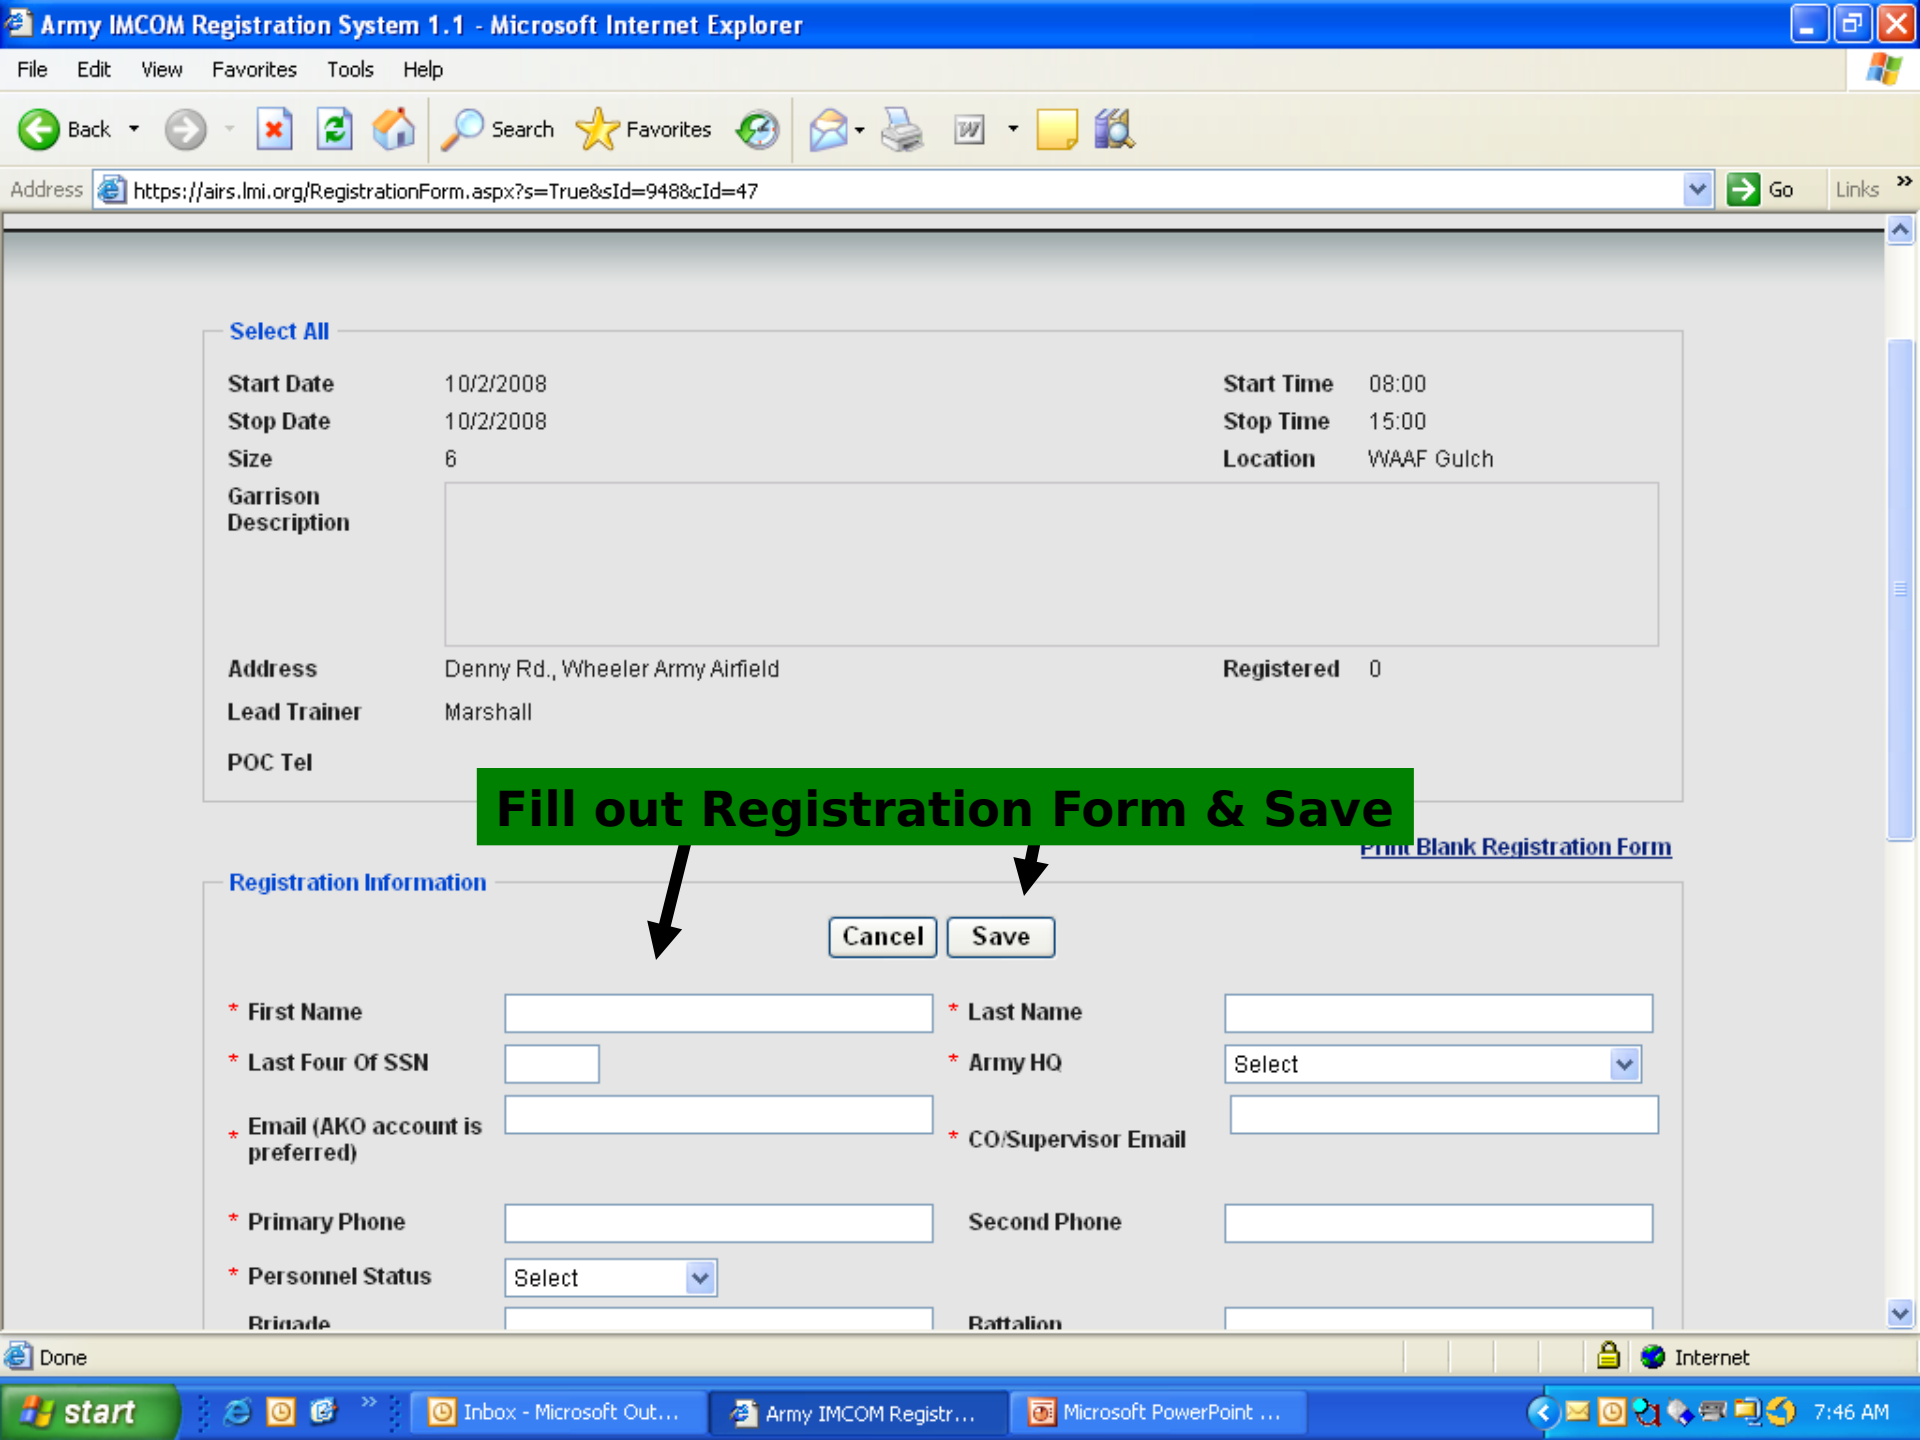 Army IMCOM Registration System 1.1 - Microsoft Internet Explorer
File Edit View Favorites Tools Help
Back Search Favorites
Address https://airs.lmi.org/RegistrationForm.aspx?s=True&sId=948&cId=47 Go Links »
Select All
Start Date 10/2/2008 Start Time 08:00
Stop Date 10/2/2008 Stop Time 15:00
Size 6 Location WAAF Gulch
Garrison
Description
Address Denny Rd., Wheeler Army Airfield Registered 0
Lead Trainer Marshall
POC Tel
Fill out Registration Form & Save
Print Blank Registration Form
Registration Information
Cancel Save
* First Name * Last Name
* Last Four Of SSN * Army HQ Select
* Email (AKO account is
preferred) * CO/Supervisor Email
* Primary Phone Second Phone
* Personnel Status Select
Brigade Battalion
Done Internet
start » Inbox - Microsoft Out... Army IMCOM Registr... Microsoft PowerPoint ... 7:46 AM